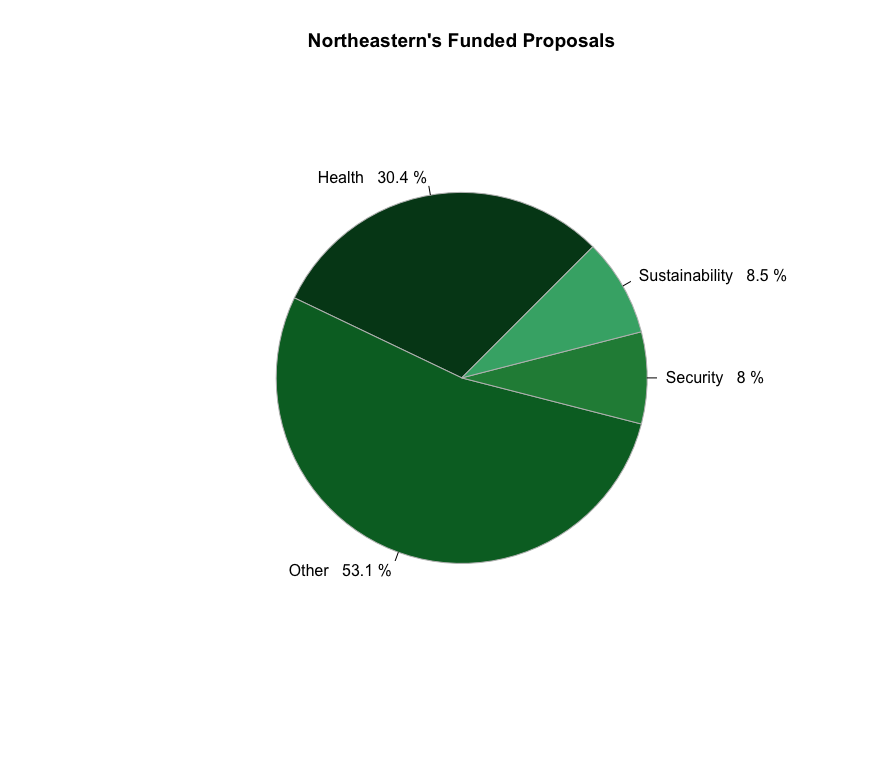 Northeastern's Funded Proposals
Health 30.4 %
Sustainability 8.5 %
Security 8 %
Other 53.1 %